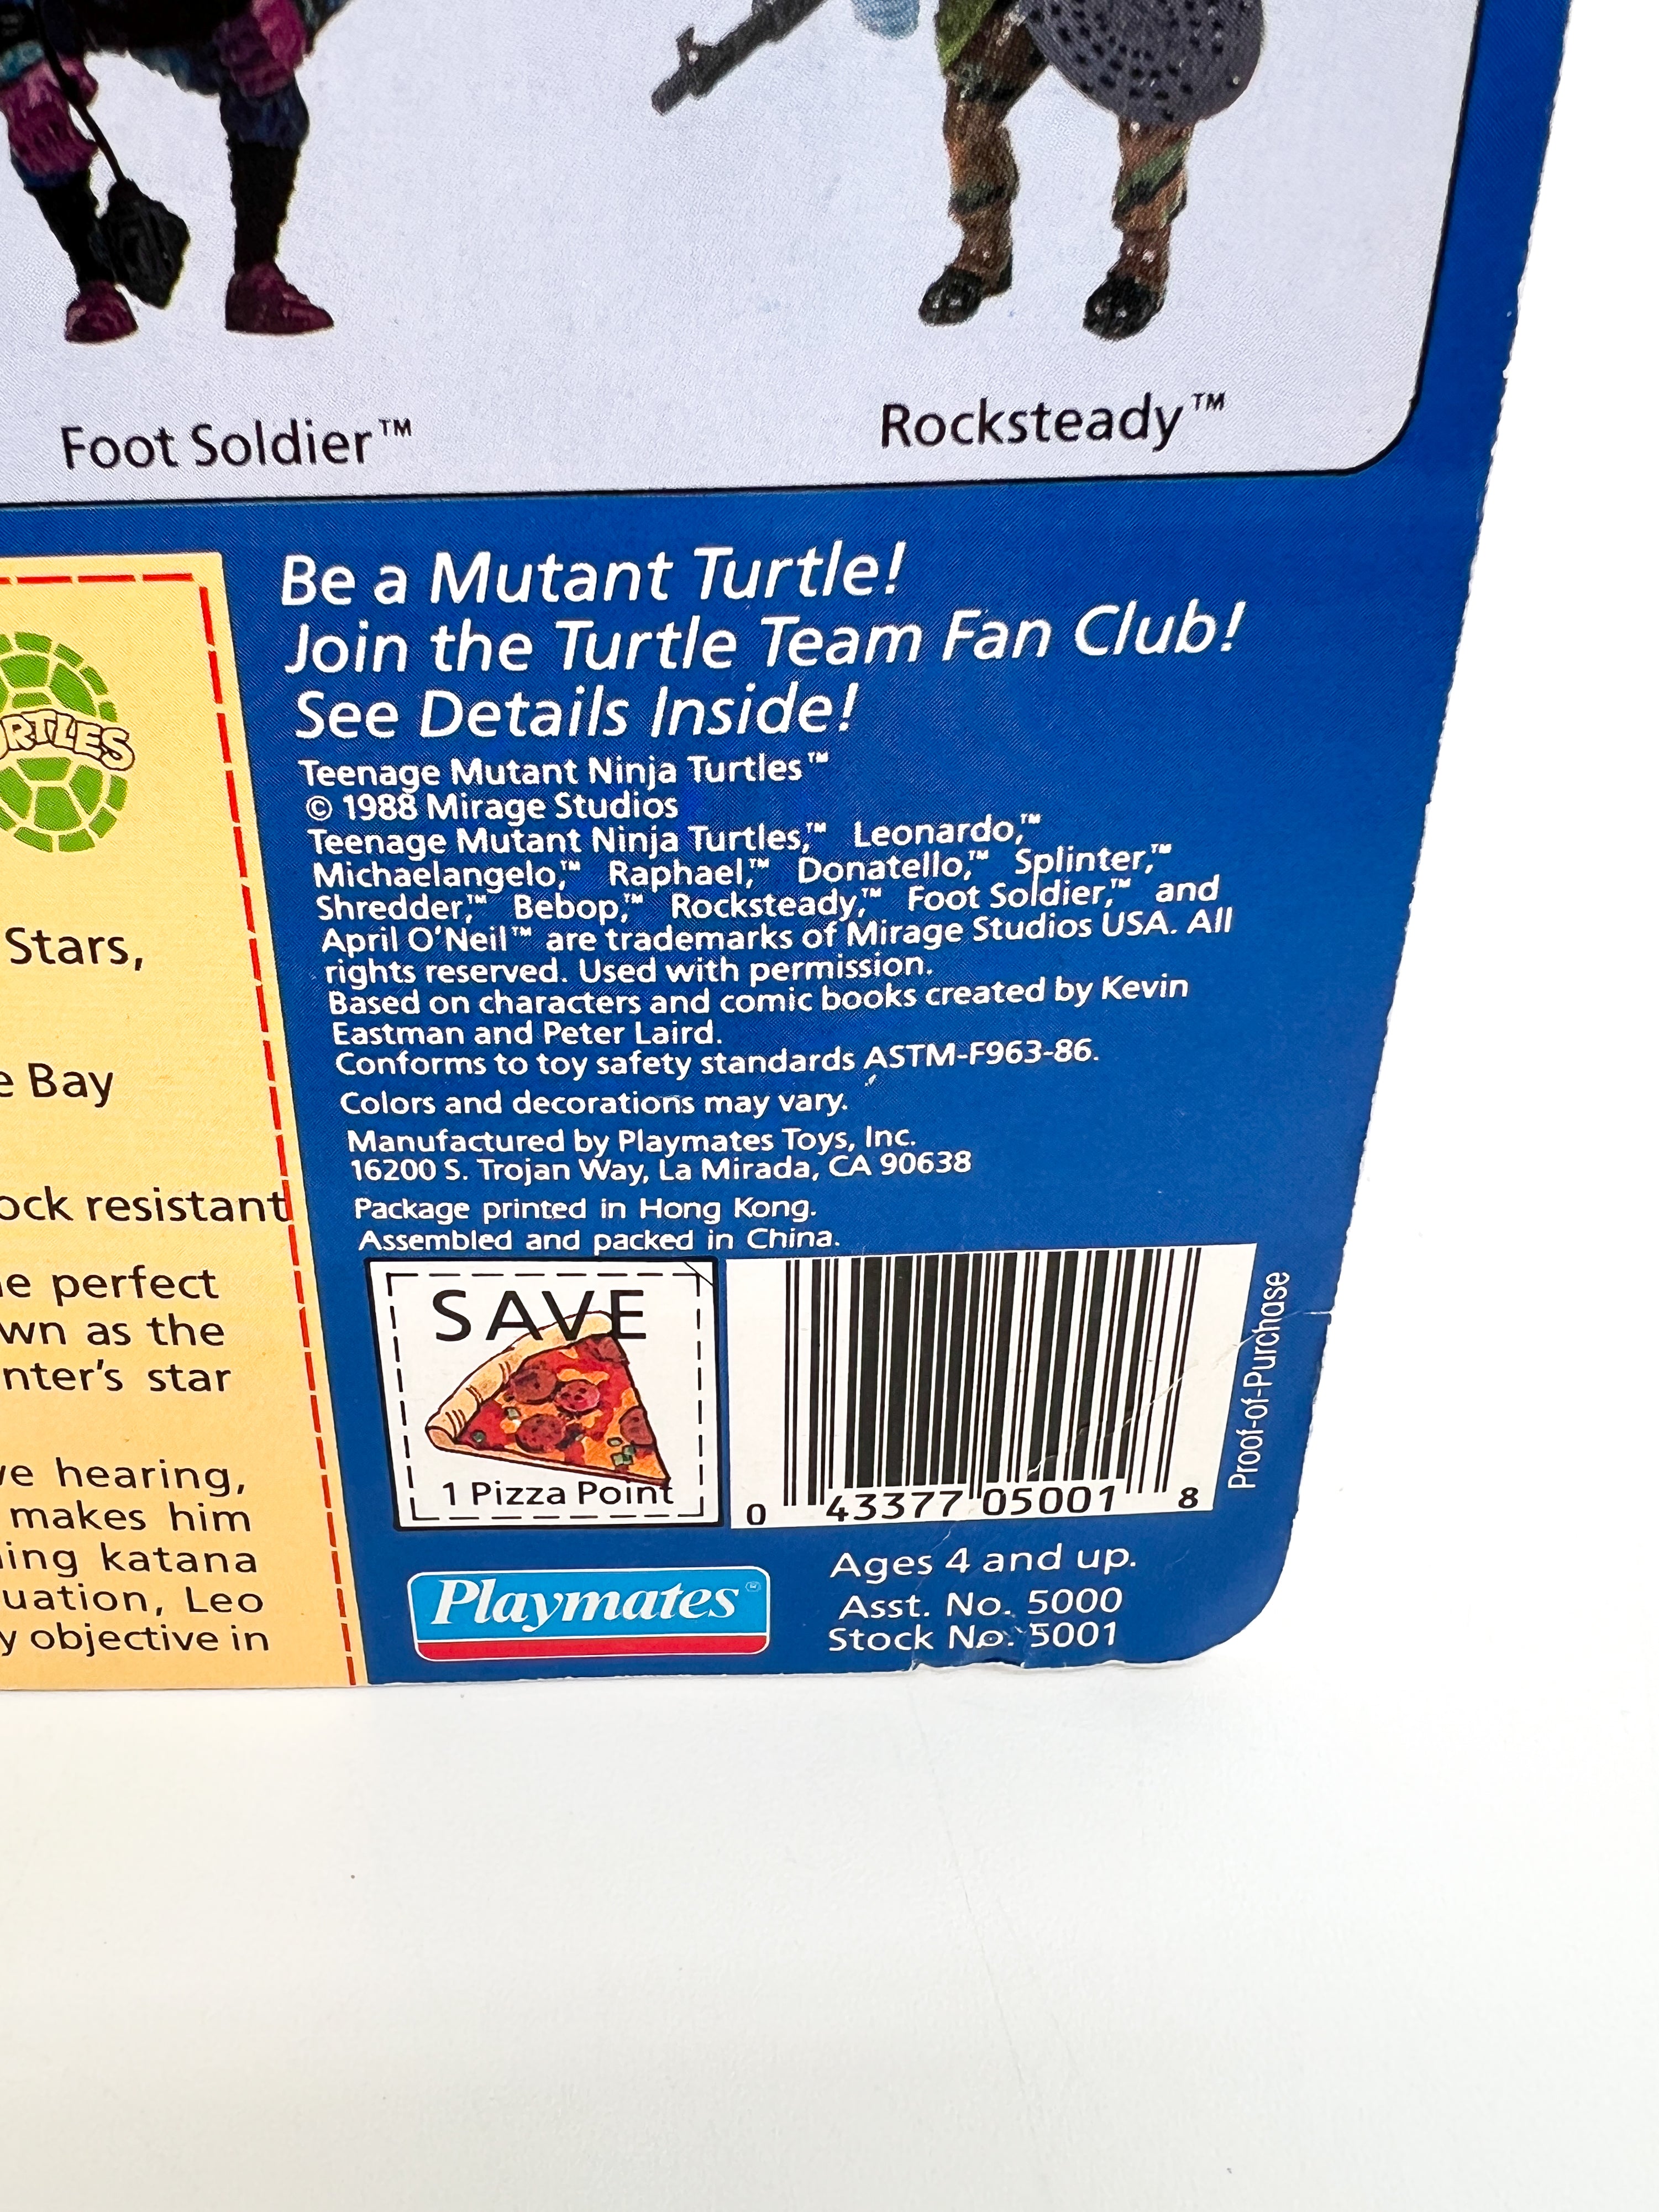 Foot Soldier™
Rocksteady™
RTLES
Stars,
e Bay
ock resistant
e perfect
wn as the
nter's star
ve hearing,
makes him
ing katana
uation, Leo
y objective in
Be a Mutant Turtle!
Join the Turtle Team Fan Club!
See Details Inside!
Teenage Mutant Ninja Turtles™
© 1988 Mirage Studios
Teenage Mutant Ninja Turtles,™ Leonardo,™
Michaelangelo,™ Raphael,™ Donatello,™ Splinter,™
Shredder,™ Bebop,™ Rocksteady,™ Foot Soldier,™ and
April O'Neil™ are trademarks of Mirage Studios USA. All
rights reserved. Used with permission.
Based on characters and comic books created by Kevin
Eastman and Peter Laird.
Conforms to toy safety standards ASTM-F963-86.
Colors and decorations may vary.
Manufactured by Playmates Toys, Inc.
16200 S. Trojan Way, La Mirada, CA 90638
Package printed in Hong Kong.
Assembled and packed in China.
SAVE
1 Pizza Point
0 43377 05001 8
Proof-of-Purchase
Playmates®
Ages 4 and up.
Asst. No. 5000
Stock No. 5001